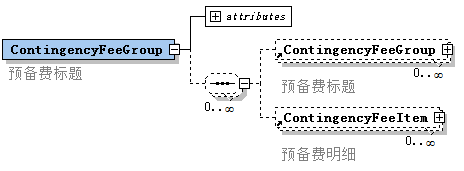 attributes
ContingencyFeeGroup
预备费标题
0..∞
ContingencyFeeGroup
0..∞
预备费标题
ContingencyFeeItem
0..∞
预备费明细